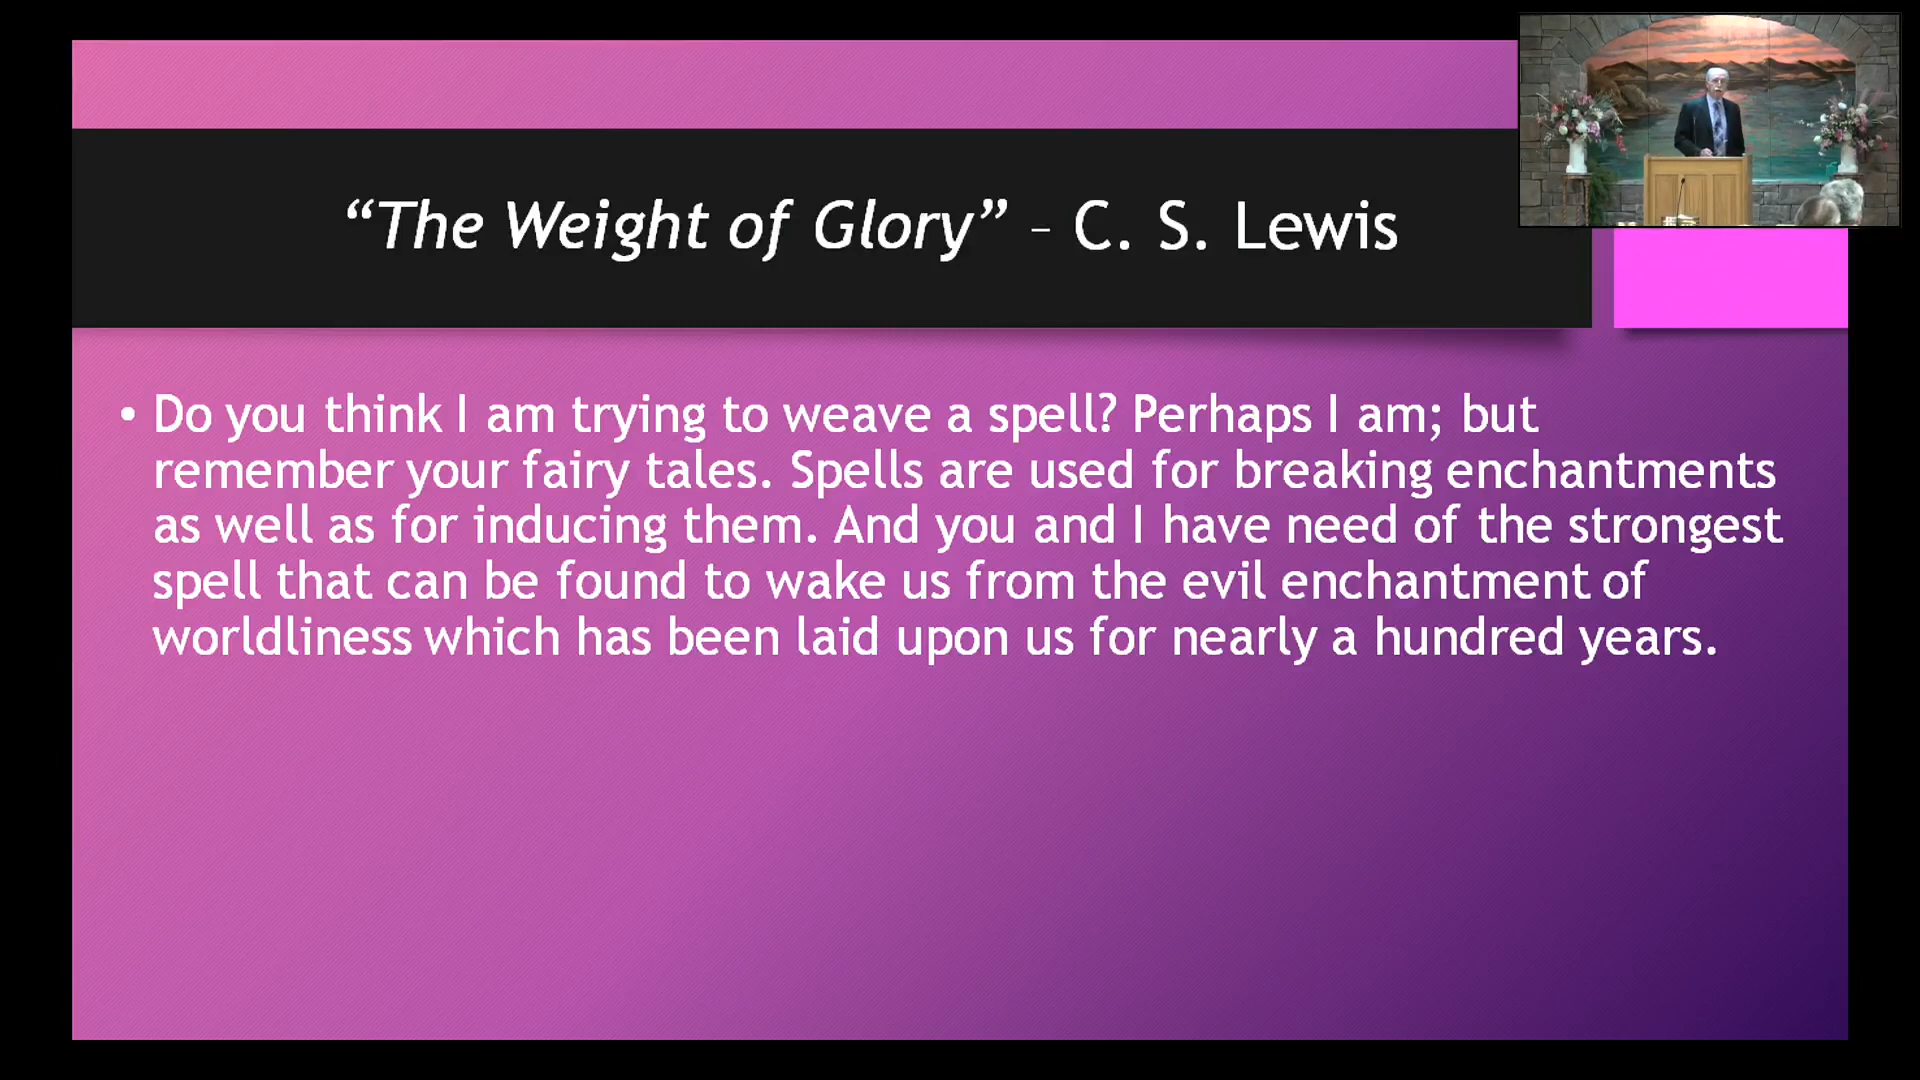 “The Weight of Glory” – C. S. Lewis
• Do you think I am trying to weave a spell? Perhaps I am; but
remember your fairy tales. Spells are used for breaking enchantments
as well as for inducing them. And you and I have need of the strongest
spell that can be found to wake us from the evil enchantment of
worldliness which has been laid upon us for nearly a hundred years.